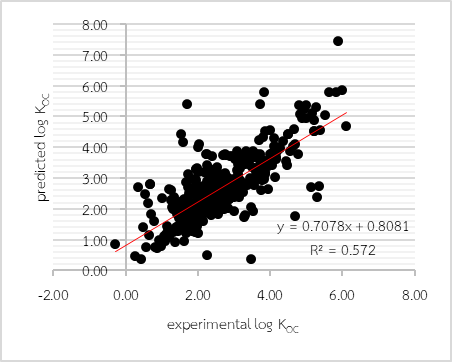 8.00
7.00
6.00
5.00
4.00
3.00
2.00
1.00
0.00
predicted log K_OC
y = 0.7078x + 0.8081
R² = 0.572
-2.00 0.00 2.00 4.00 6.00 8.00
experimental log K_OC